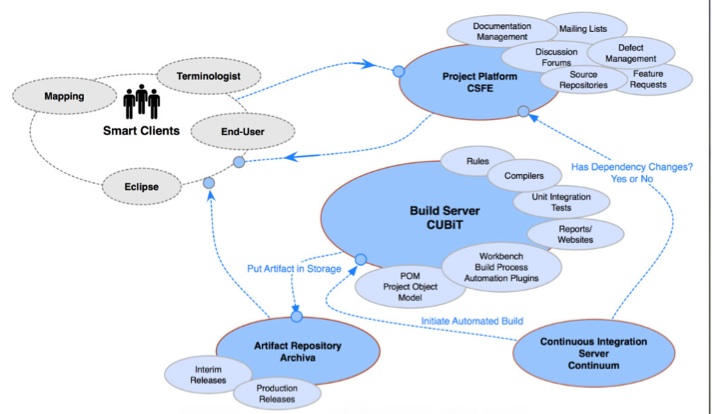 Documentation
Management
Mailing Lists
Discussion
Forums
Defect
Management
Source
Repositories
Feature
Requests
Project Platform
CSFE
Terminologist
Mapping
Smart Clients
End-User
Eclipse
Has Dependency Changes?
Yes or No
Rules
Compilers
Unit Integration
Tests
Reports/
Websites
Build Server
CUBiT
Workbench
Build Process
Automation Plugins
POM
Project Object
Model
Put Artifact in Storage
Initiate Automated Build
Artifact Repository
Archiva
Interim
Releases
Production
Releases
Continuous Integration
Server
Continuum